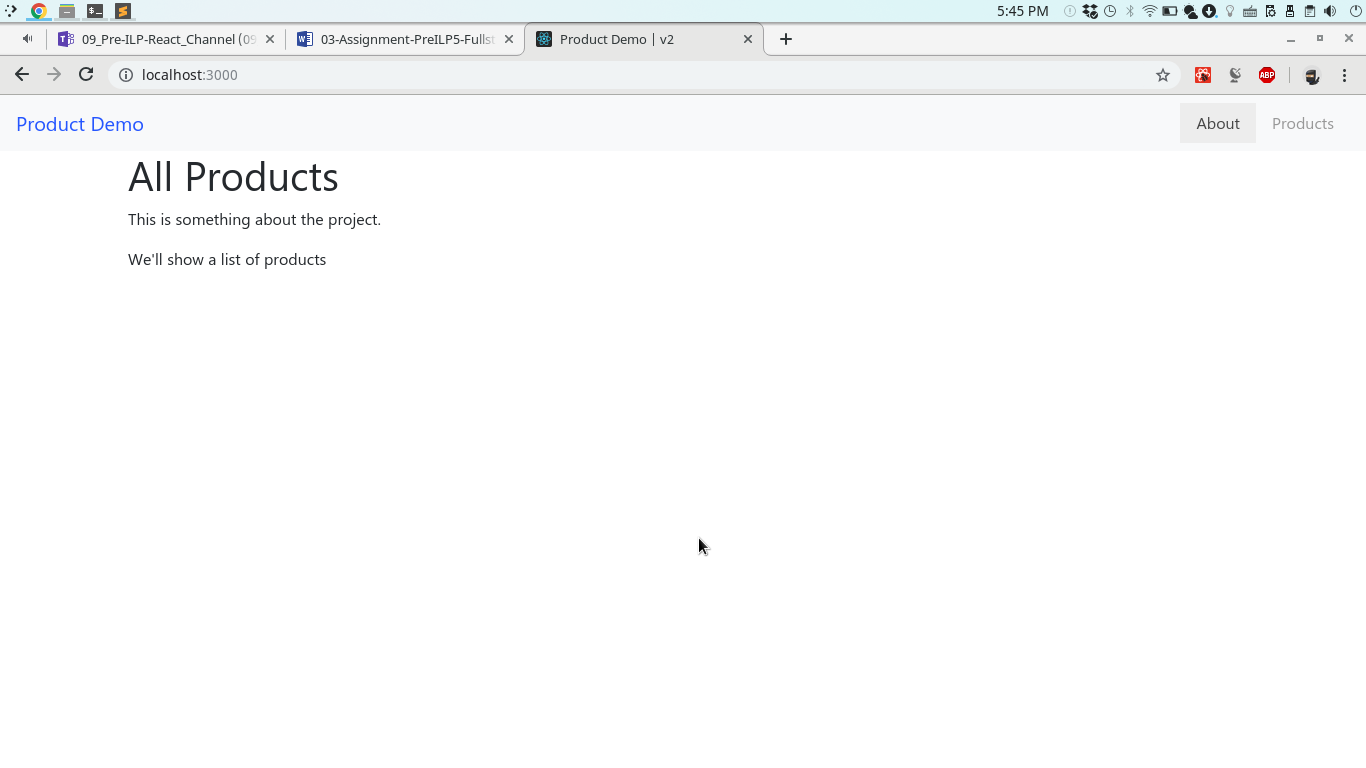 5:45 PM
09_Pre-ILP-React_Channel (09
03-Assignment-PreILP5-Fullst
Product Demo | v2
localhost:3000
ABP
Product Demo
About
Products
All Products
This is something about the project.
We'll show a list of products